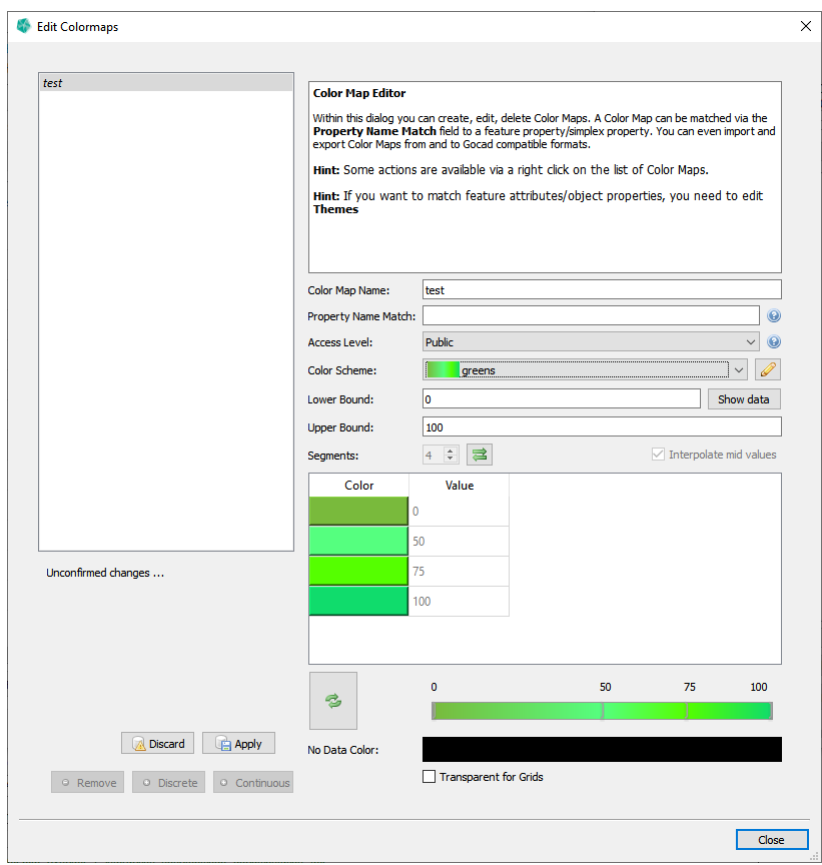 Edit Colormaps
test
Color Map Editor
Within this dialog you can create, edit, delete Color Maps. A Color Map can be matched via the
Property Name Match field to a feature property/simplex property. You can even import and
export Color Maps from and to Gocad compatible formats.
Hint: Some actions are available via a right click on the list of Color Maps.
Hint: If you want to match feature attributes/object properties, you need to edit
Themes
Color Map Name: test
Property Name Match:
Access Level: Public
Color Scheme: greens
Lower Bound: 0 Show data
Upper Bound: 100
Segments: 4 Interpolate mid values
Color Value
0
50
75
100
Unconfirmed changes ...
0 50 75 100
Discard Apply
No Data Color:
Remove Discrete Continuous
Transparent for Grids
Close